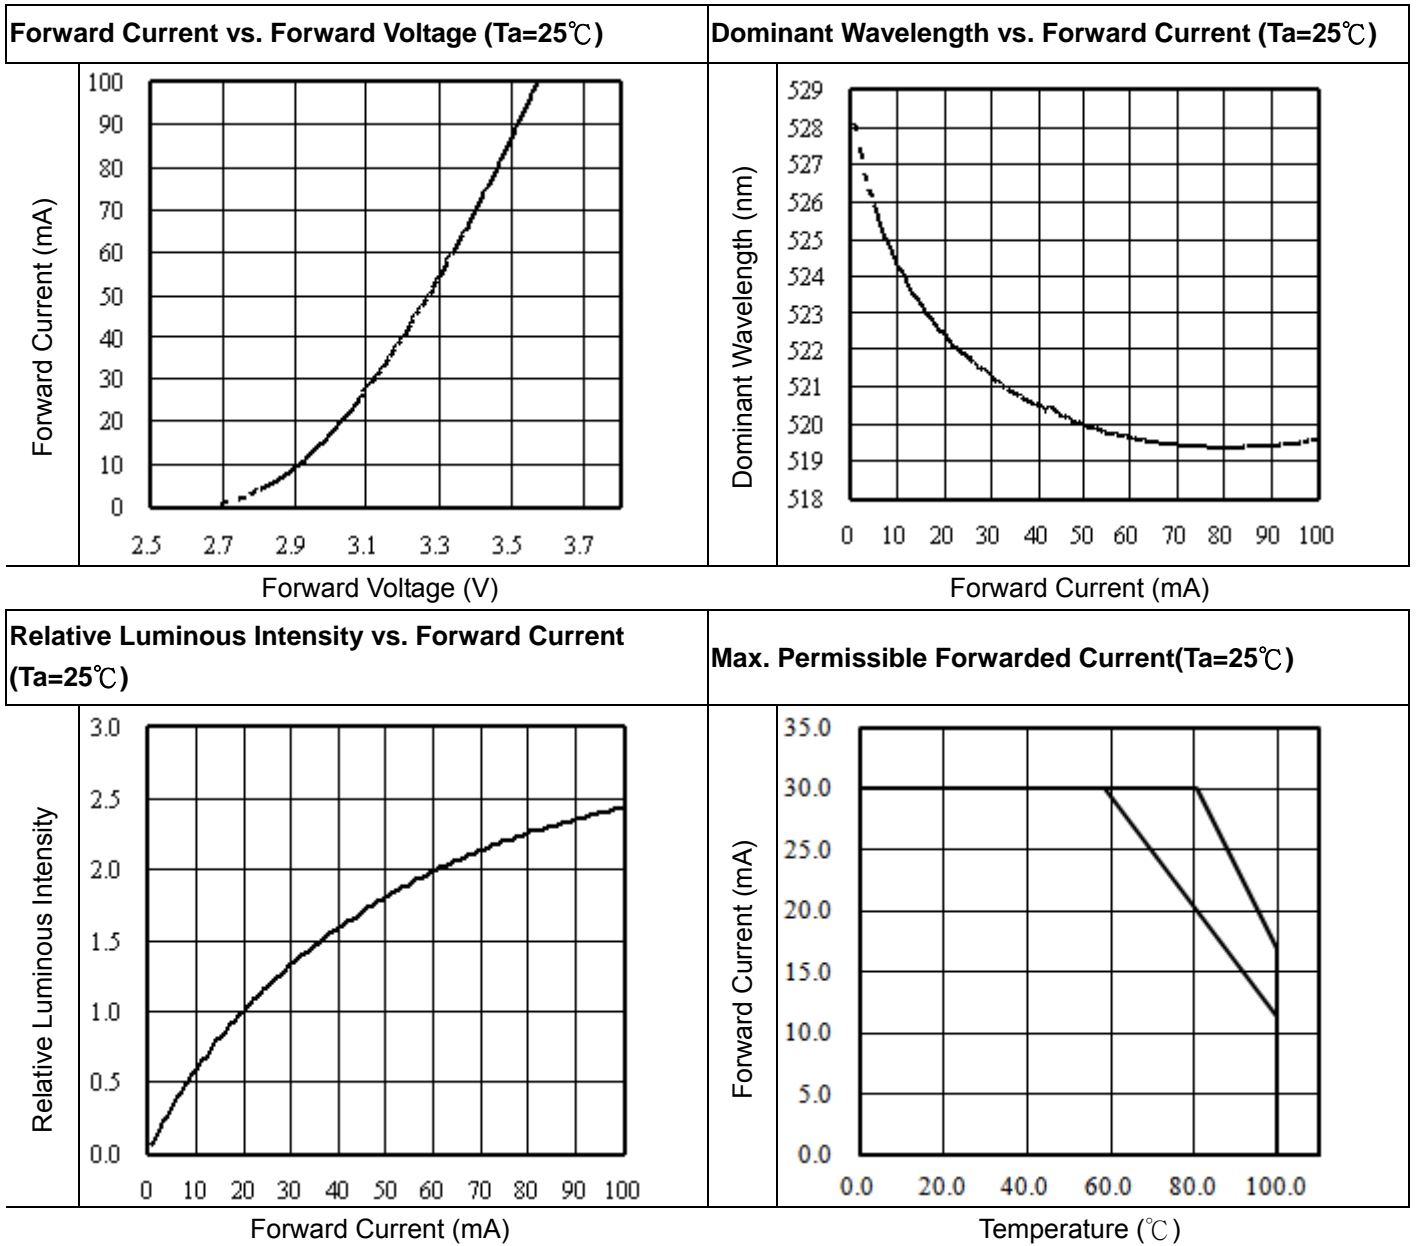 Forward Current vs. Forward Voltage (Ta=25℃)
Dominant Wavelength vs. Forward Current (Ta=25℃)
Forward Current (mA)
100
90
80
70
60
50
40
30
20
10
0
2.5 2.7 2.9 3.1 3.3 3.5 3.7
Forward Voltage (V)
Dominant Wavelength (nm)
529
528
527
526
525
524
523
522
521
520
519
518
0 10 20 30 40 50 60 70 80 90 100
Forward Current (mA)
Relative Luminous Intensity vs. Forward Current
(Ta=25℃)
Max. Permissible Forwarded Current(Ta=25℃)
Relative Luminous Intensity
3.0
2.5
2.0
1.5
1.0
0.5
0.0
0 10 20 30 40 50 60 70 80 90 100
Forward Current (mA)
Forward Current (mA)
35.0
30.0
25.0
20.0
15.0
10.0
5.0
0.0
0.0 20.0 40.0 60.0 80.0 100.0
Temperature (℃)